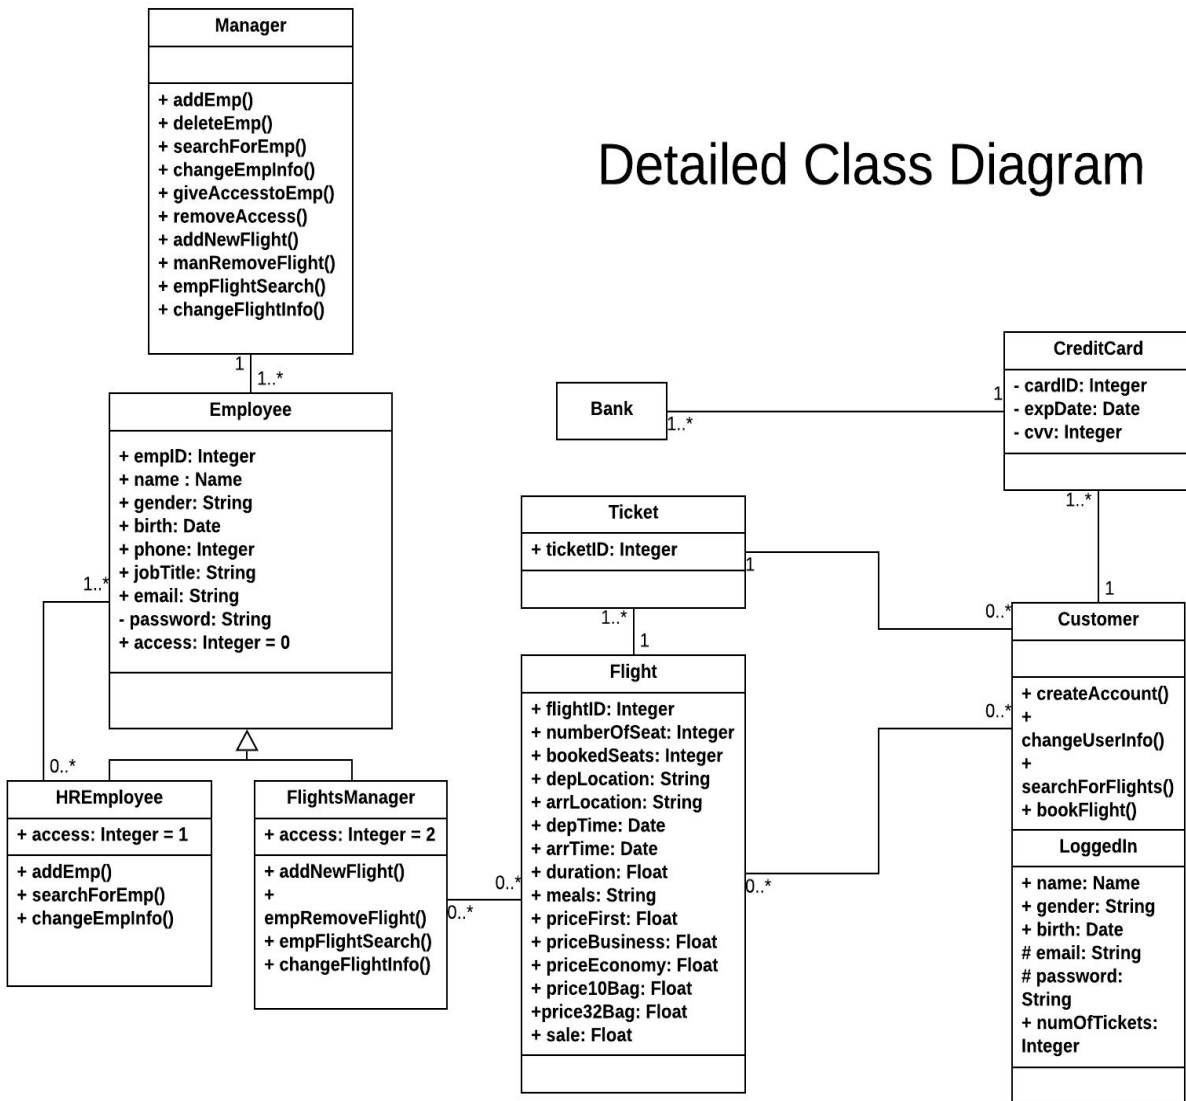 Manager
+ addEmp()
+ deleteEmp()
+ searchForEmp()
+ changeEmpInfo()
+ giveAccesstoEmp()
+ removeAccess()
+ addNewFlight()
+ manRemoveFlight()
+ empFlightSearch()
+ changeFlightInfo()
Detailed Class Diagram
1
1..*
Employee
+ empID: Integer
+ name : Name
+ gender: String
+ birth: Date
+ phone: Integer
+ jobTitle: String
+ email: String
- password: String
+ access: Integer = 0
1..*
0..*
HREmployee
+ access: Integer = 1
+ addEmp()
+ searchForEmp()
+ changeEmpInfo()
FlightsManager
+ access: Integer = 2
+ addNewFlight()
+
empRemoveFlight()
+ empFlightSearch()
+ changeFlightInfo()
0..*
0..*
Bank
1..*
1
CreditCard
- cardID: Integer
- expDate: Date
- cvv: Integer
1..*
1
Ticket
+ ticketID: Integer
1
0..*
1..*
1
Flight
+ flightID: Integer
+ numberOfSeat: Integer
+ bookedSeats: Integer
+ depLocation: String
+ arrLocation: String
+ depTime: Date
+ arrTime: Date
+ duration: Float
+ meals: String
+ priceFirst: Float
+ priceBusiness: Float
+ priceEconomy: Float
+ price10Bag: Float
+price32Bag: Float
+ sale: Float
0..*
0..*
Customer
+ createAccount()
+
changeUserInfo()
+
searchForFlights()
+ bookFlight()
LoggedIn
+ name: Name
+ gender: String
+ birth: Date
# email: String
# password:
String
+ numOfTickets:
Integer